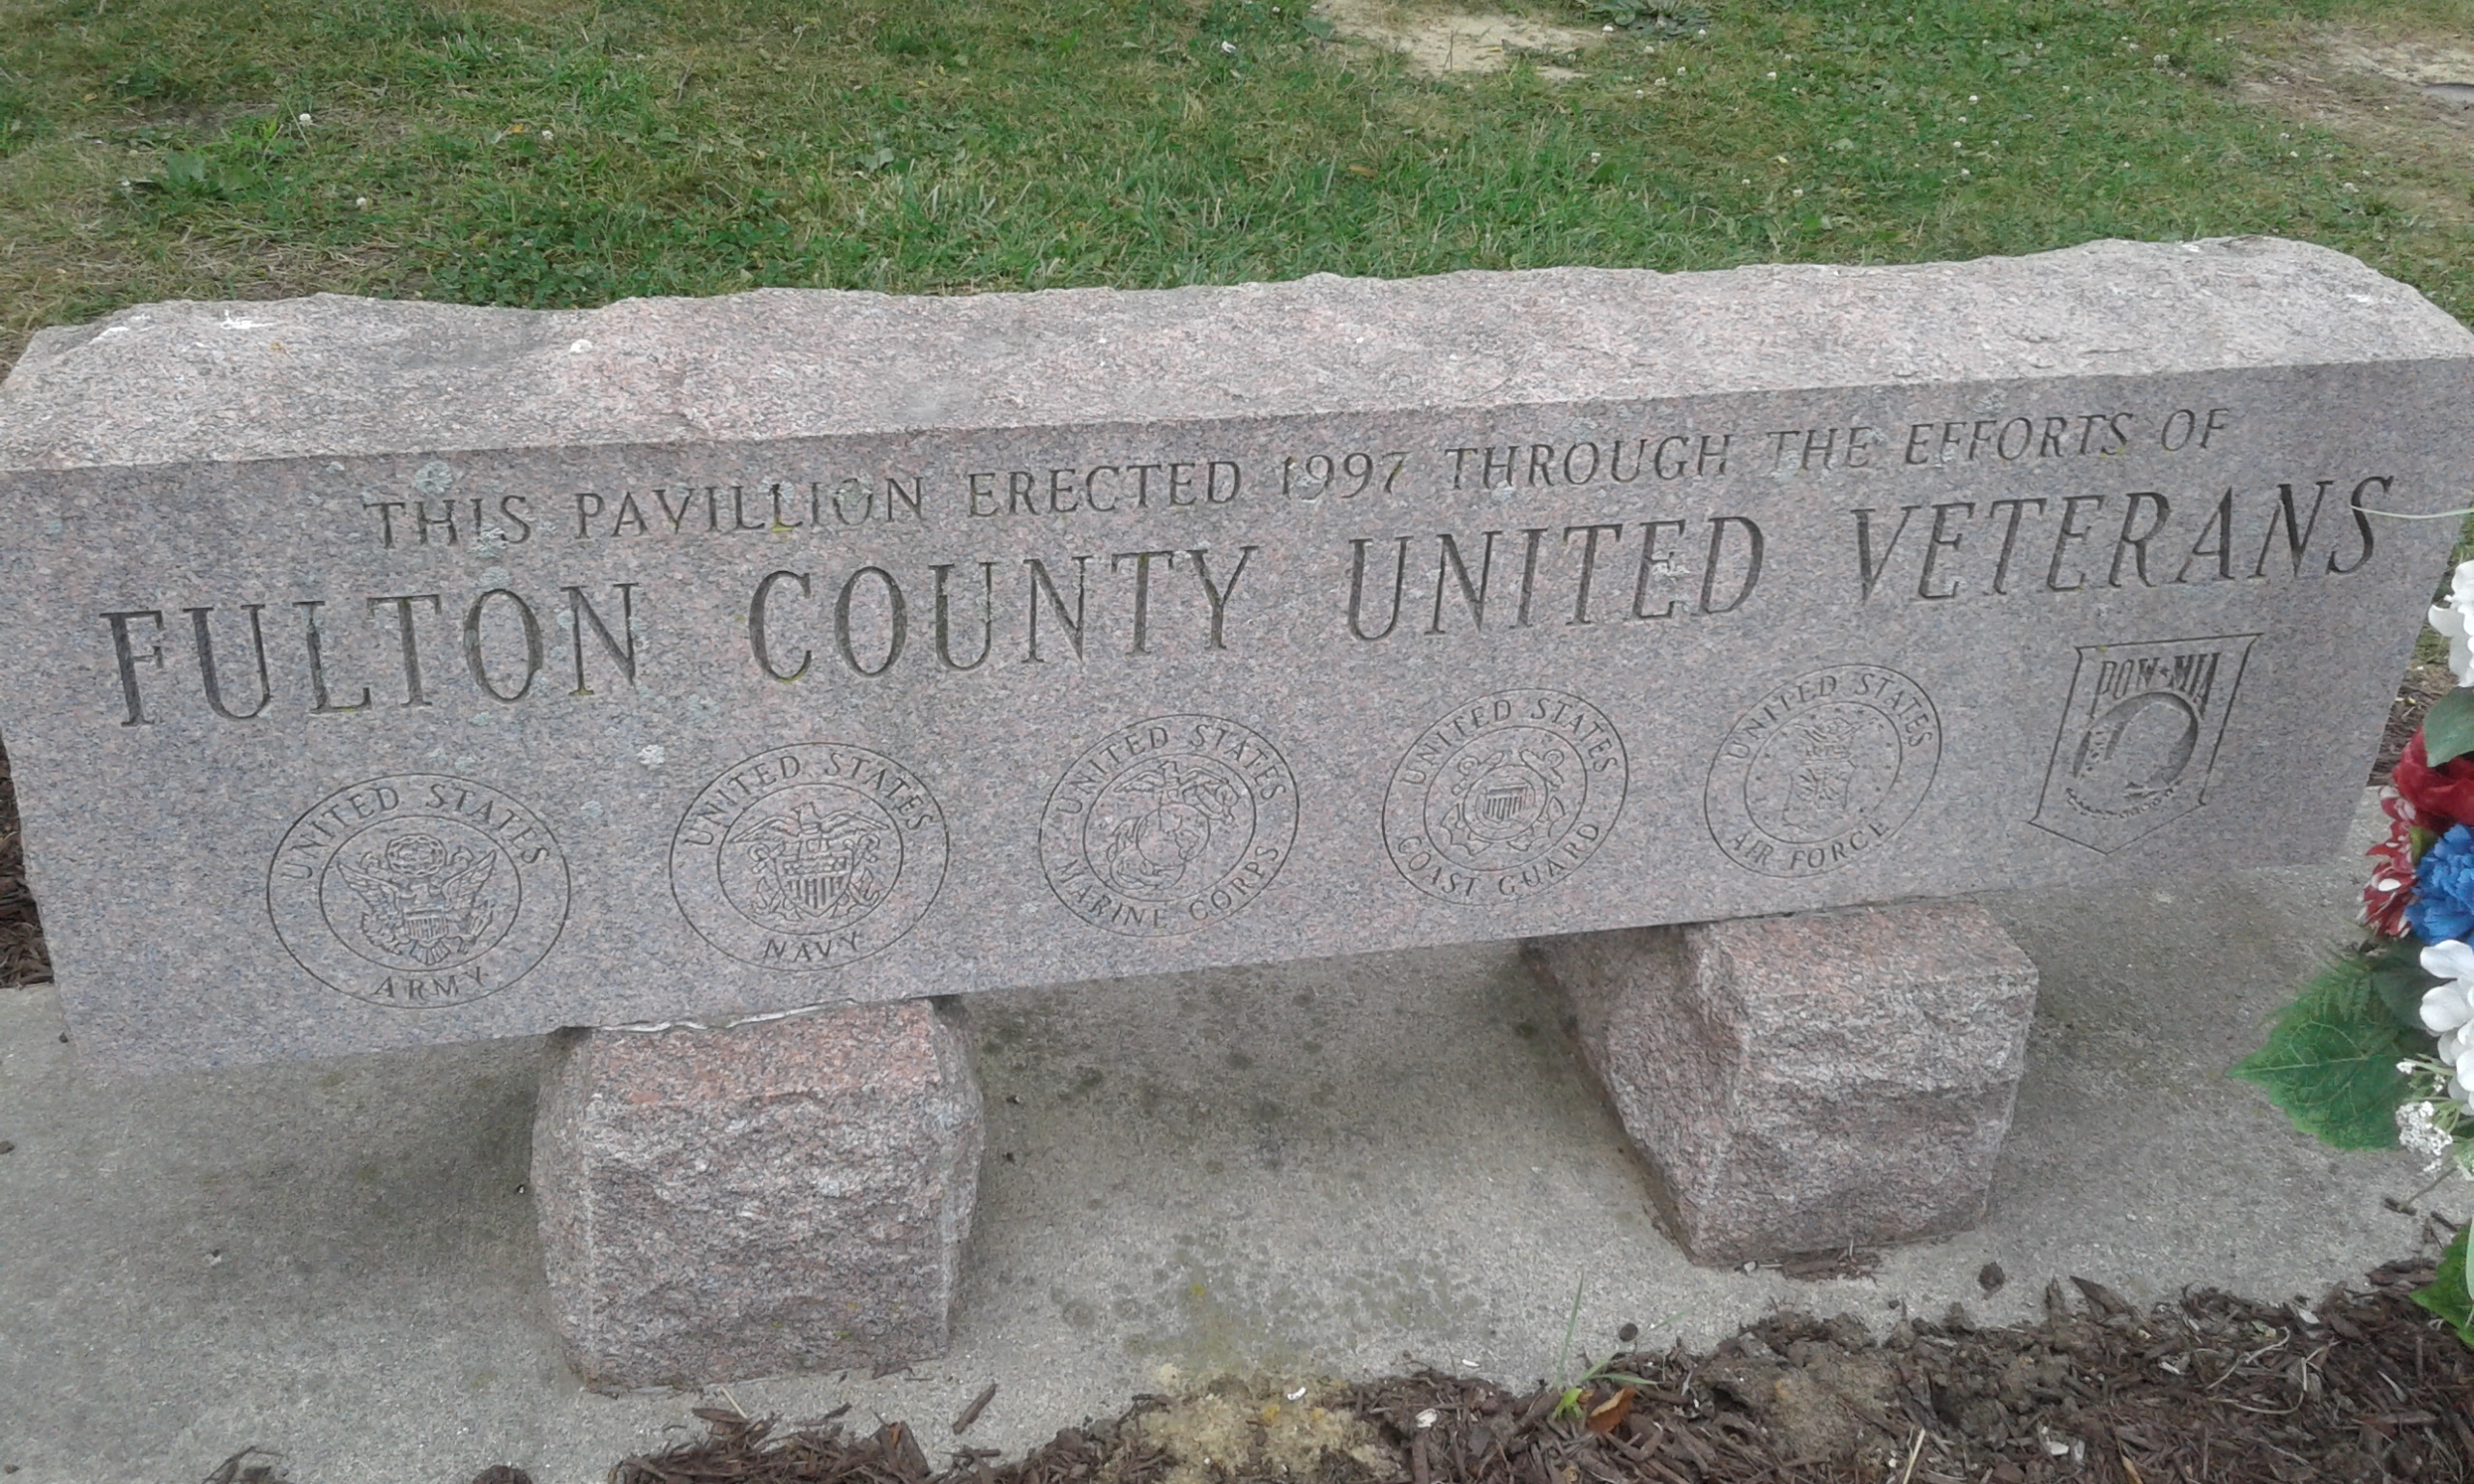 THIS PAVILLION ERECTED 1997 THROUGH THE EFFORTS OF
FULTON COUNTY UNITED VETERANS
UNITED STATES
ARMY
UNITED STATES
NAVY
UNITED STATES
MARINE CORPS
UNITED STATES
COAST GUARD
UNITED STATES
AIR FORCE
POW★MIA